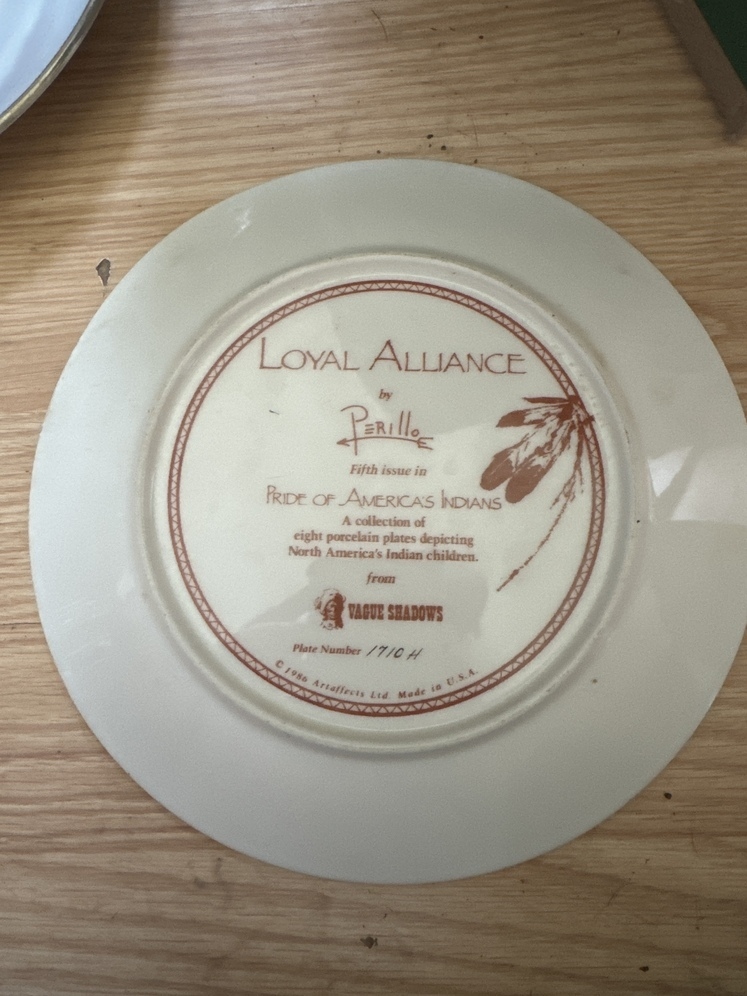 LOYAL ALLIANCE
by
PERILLO
Fifth issue in
PRIDE OF AMERICA'S INDIANS
A collection of
eight porcelain plates depicting
North America's Indian children.
from
VAGUE SHADOWS
Plate Number 1710 H
© 1986 Artaffects Ltd. Made in U.S.A.